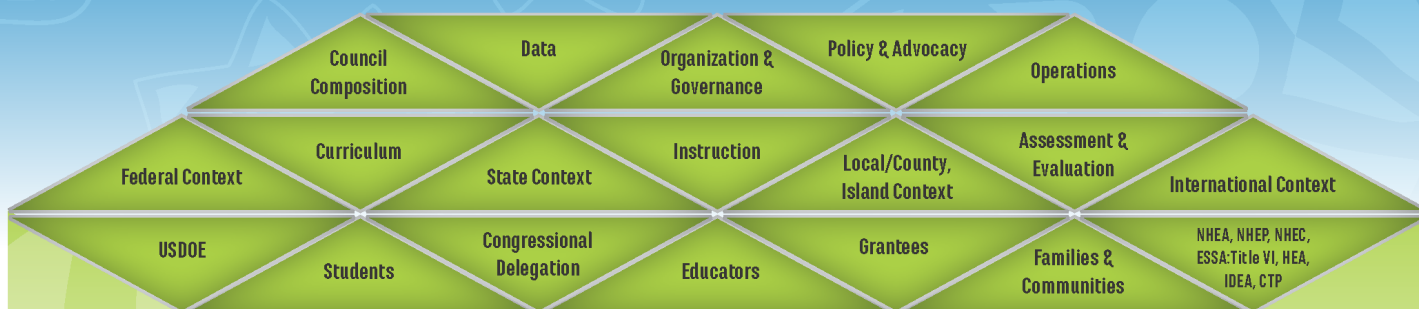 Council
Composition
Data
Organization &
Governance
Policy & Advocacy
Operations
Federal Context
Curriculum
State Context
Instruction
Local/County,
Island Context
Assessment &
Evaluation
International Context
USDOE
Students
Congressional
Delegation
Educators
Grantees
Families &
Communities
NHEA, NHEP, NHEC,
ESSA:Title VI, HEA,
IDEA, CTP